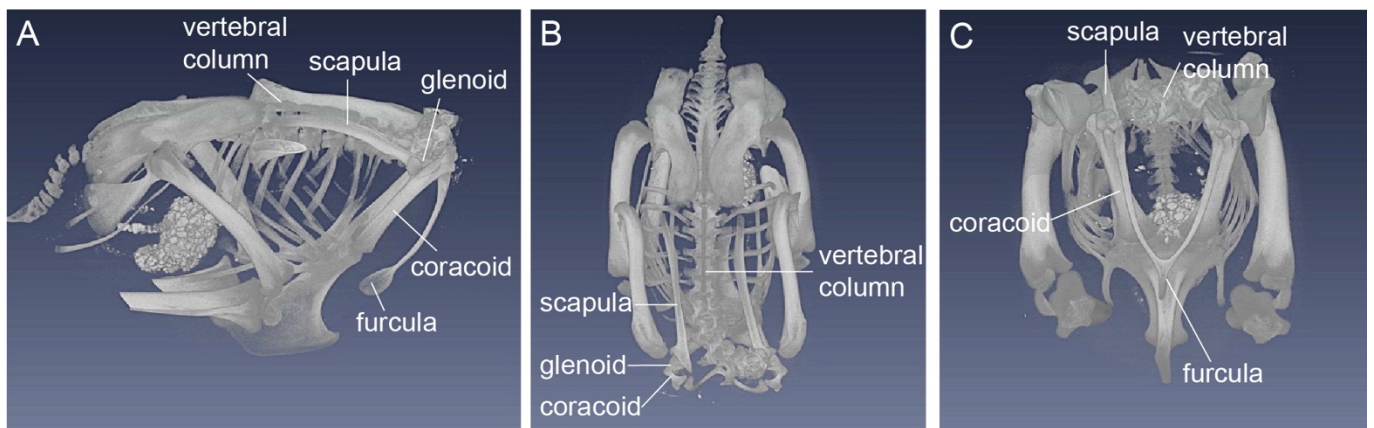 A
vertebral
column
scapula
glenoid
coracoid
furcula
B
vertebral
column
scapula
glenoid
coracoid
C
scapula
vertebral
column
coracoid
furcula